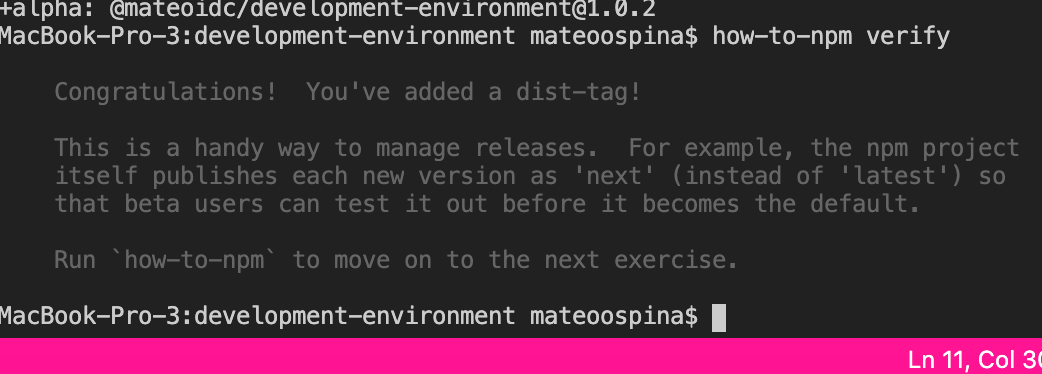 +alpha: @mateoidc/development-environment@1.0.2
MacBook-Pro-3:development-environment mateoospina$ how-to-npm verify
Congratulations!  You've added a dist-tag!
This is a handy way to manage releases.  For example, the npm project
itself publishes each new version as 'next' (instead of 'latest') so
that beta users can test it out before it becomes the default.
Run `how-to-npm` to move on to the next exercise.
MacBook-Pro-3:development-environment mateoospina$
Ln 11, Col